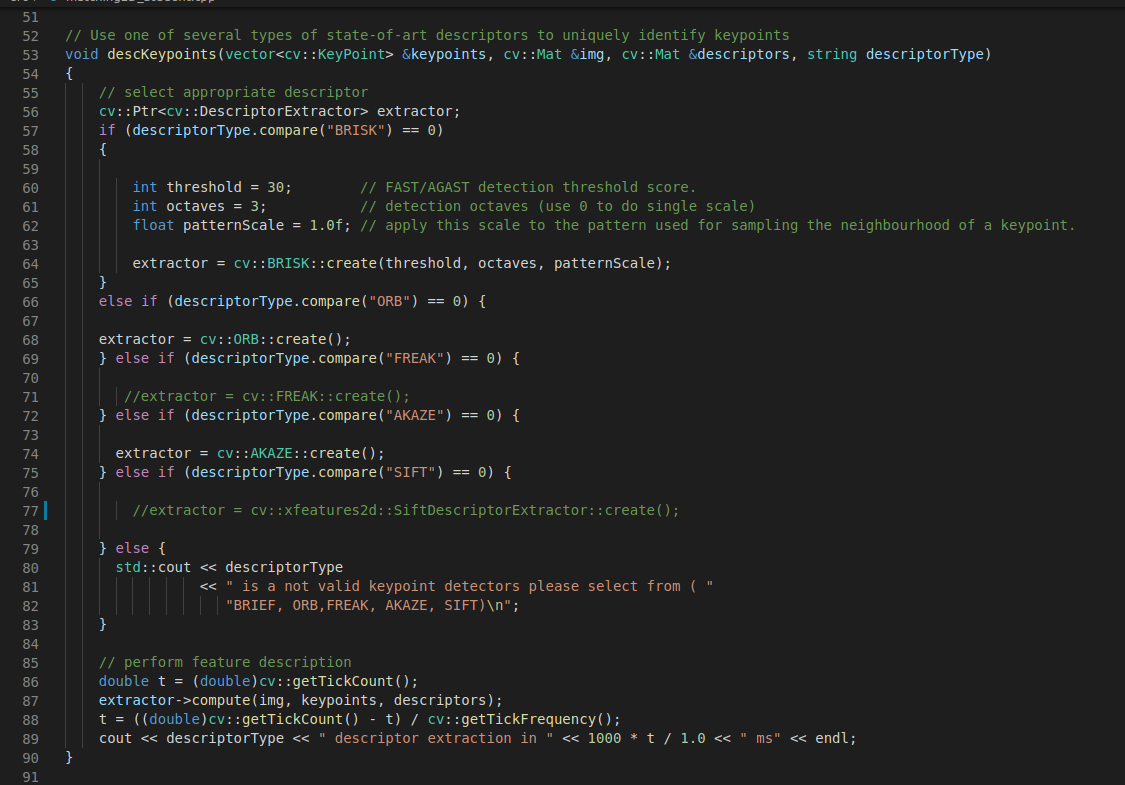 51
52 // Use one of several types of state-of-art descriptors to uniquely identify keypoints
53 void descKeypoints(vector<cv::KeyPoint> &keypoints, cv::Mat &img, cv::Mat &descriptors, string descriptorType)
54 {
55 // select appropriate descriptor
56 cv::Ptr<cv::DescriptorExtractor> extractor;
57 if (descriptorType.compare("BRISK") == 0)
58 {
59
60 int threshold = 30; // FAST/AGAST detection threshold score.
61 int octaves = 3; // detection octaves (use 0 to do single scale)
62 float patternScale = 1.0f; // apply this scale to the pattern used for sampling the neighbourhood of a keypoint.
63
64 extractor = cv::BRISK::create(threshold, octaves, patternScale);
65 }
66 else if (descriptorType.compare("ORB") == 0) {
67
68 extractor = cv::ORB::create();
69 } else if (descriptorType.compare("FREAK") == 0) {
70
71 //extractor = cv::FREAK::create();
72 } else if (descriptorType.compare("AKAZE") == 0) {
73
74 extractor = cv::AKAZE::create();
75 } else if (descriptorType.compare("SIFT") == 0) {
76
77 //extractor = cv::xfeatures2d::SiftDescriptorExtractor::create();
78
79 } else {
80 std::cout << descriptorType
81 << " is a not valid keypoint detectors please select from ( "
82 "BRIEF, ORB,FREAK, AKAZE, SIFT)\n";
83 }
84
85 // perform feature description
86 double t = (double)cv::getTickCount();
87 extractor->compute(img, keypoints, descriptors);
88 t = ((double)cv::getTickCount() - t) / cv::getTickFrequency();
89 cout << descriptorType << " descriptor extraction in " << 1000 * t / 1.0 << " ms" << endl;
90 }
91